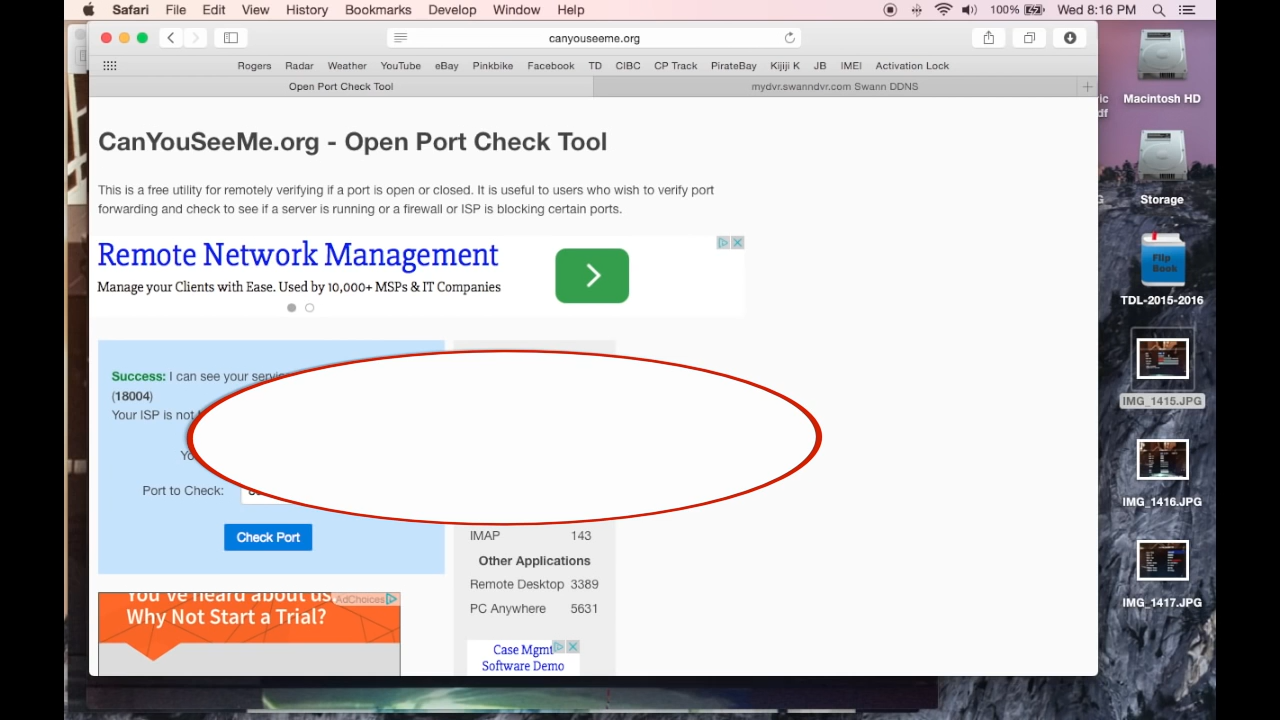 Safari File Edit View History Bookmarks Develop Window Help 100% Wed 8:16 PM
canyouseeme.org
Rogers Radar Weather YouTube eBay Pinkbike Facebook TD CIBC CP Track PirateBay Kijiji K JB IMEI Activation Lock
Open Port Check Tool mydvr.swanndvr.com Swann DDNS
CanYouSeeMe.org - Open Port Check Tool
This is a free utility for remotely verifying if a port is open or closed. It is useful to users who wish to verify port
forwarding and check to see if a server is running or a firewall or ISP is blocking certain ports.
Remote Network Management
Manage your Clients with Ease. Used by 10,000+ MSPs & IT Companies
Success: I can see your
(18004)
Your ISP is not
Port to Check:
Check Port
IMAP 143
Other Applications
Remote Desktop 3389
PC Anywhere 5631
You've heard about us.
AdChoices
Why Not Start a Trial?
Case Mgmt
Software Demo
Macintosh HD
Storage
Flip
Book
TDL-2015-2016
IMG_1415.JPG
IMG_1416.JPG
IMG_1417.JPG